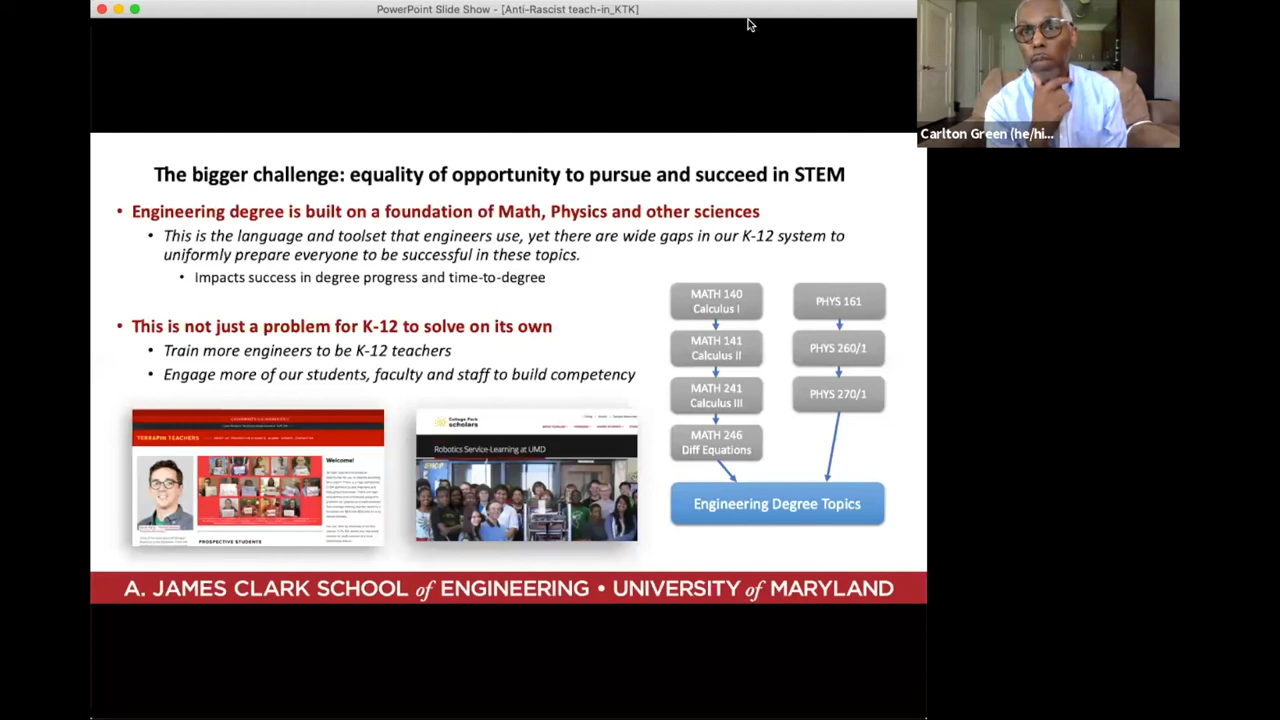 PowerPoint Slide Show - [Anti-Rascist teach-in_KTK]
Carlton Green (he/hi...
The bigger challenge: equality of opportunity to pursue and succeed in STEM
• Engineering degree is built on a foundation of Math, Physics and other sciences
• This is the language and toolset that engineers use, yet there are wide gaps in our K-12 system to
uniformly prepare everyone to be successful in these topics.
• Impacts success in degree progress and time-to-degree
• This is not just a problem for K-12 to solve on its own
• Train more engineers to be K-12 teachers
• Engage more of our students, faculty and staff to build competency
MATH 140
Calculus I
MATH 141
Calculus II
MATH 241
Calculus III
MATH 246
Diff Equations
PHYS 161
PHYS 260/1
PHYS 270/1
Engineering Degree Topics
TERRAPIN TEACHERS
Welcome!
PROSPECTIVE STUDENTS
College Park
scholars
Robotics Service-Learning at UMD
A. JAMES CLARK SCHOOL of ENGINEERING • UNIVERSITY of MARYLAND